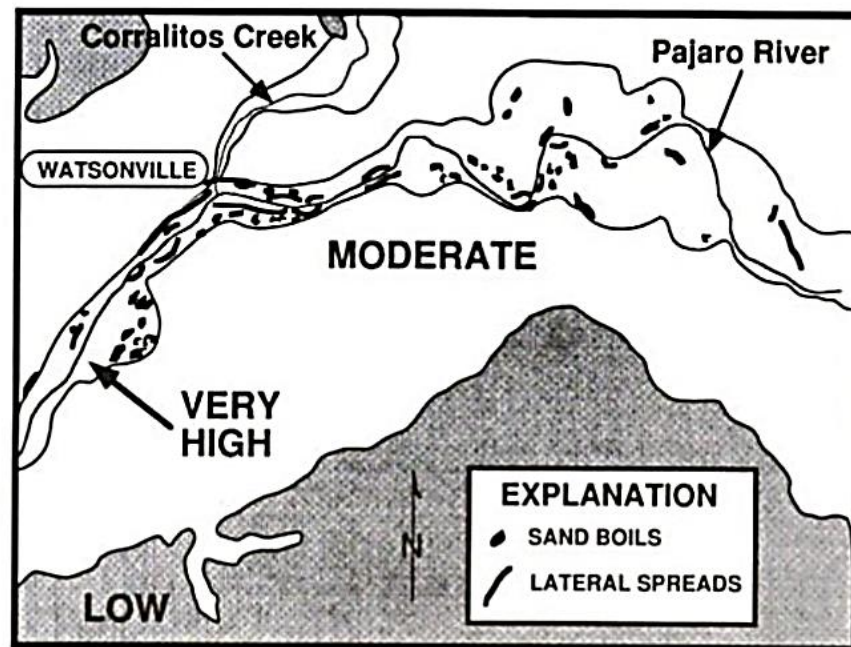 Corralitos Creek
Pajaro River
WATSONVILLE
MODERATE
VERY
HIGH
EXPLANATION
SAND BOILS
LATERAL SPREADS
N
LOW